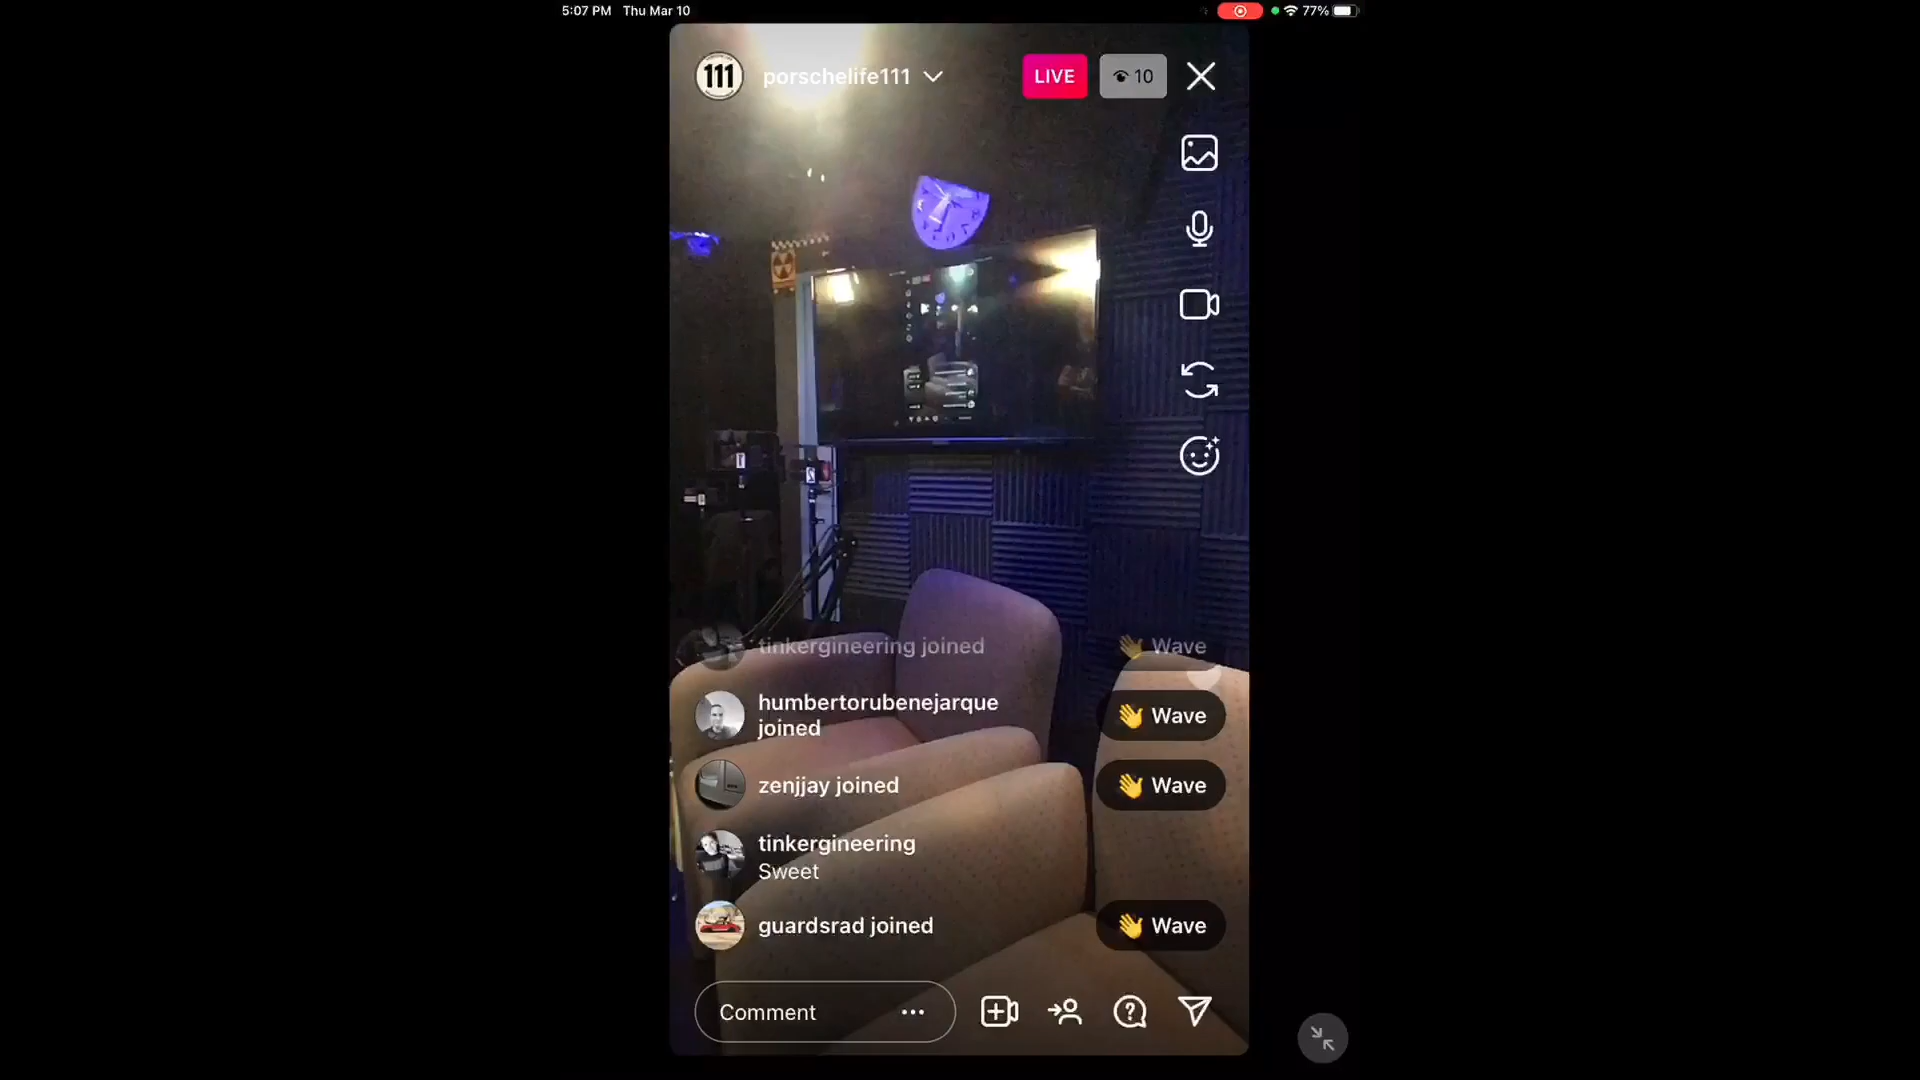 5:07 PM Thu Mar 10
77%
111
porschelife111
LIVE
10
tinkergineering joined
Wave
humbertorubenejarque
joined
Wave
zenjjay joined
Wave
tinkergineering
Sweet
guardsrad joined
Wave
Comment